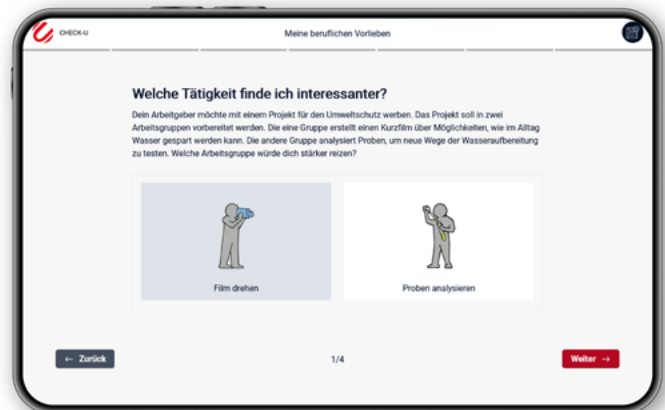 CHECK-U
Meine beruflichen Vorlieben
Welche Tätigkeit finde ich interessanter?
Dein Arbeitgeber möchte mit einem Projekt für den Umweltschutz werben. Das Projekt soll in zwei
Arbeitsgruppen vorbereitet werden. Die eine Gruppe erstellt einen Kurzfilm über Möglichkeiten, wie im Alltag
Wasser gespart werden kann. Die andere Gruppe analysiert Proben, um neue Wege der Wasseraufbereitung
zu testen. Welche Arbeitsgruppe würde dich stärker reizen?
Film drehen
Proben analysieren
← Zurück
1/4
Weiter →